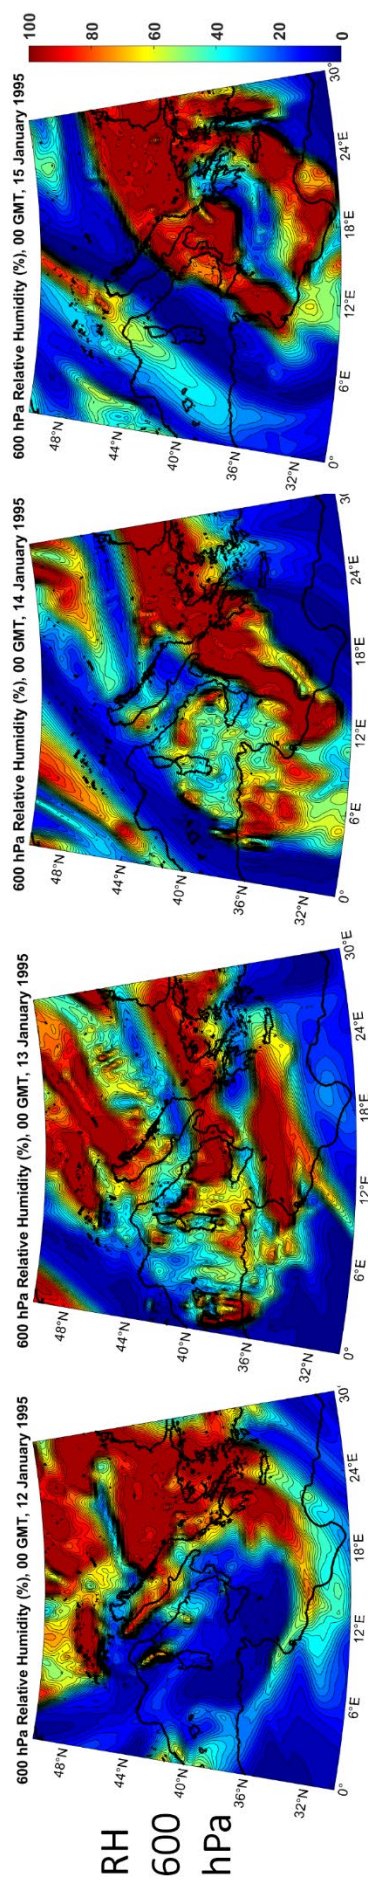 RH
600
hPa
600 hPa Relative Humidity (%), 00 GMT, 12 January 1995
48°N
44°N
40°N
36°N
32°N
0°
6°E
12°E
18°E
24°E
30
600 hPa Relative Humidity (%), 00 GMT, 13 January 1995
48°N
44°N
40°N
36°N
32°N
0°
6°E
12°E
18°E
24°E
30°E
600 hPa Relative Humidity (%), 00 GMT, 14 January 1995
48°N
44°N
40°N
36°N
32°N
0°
6°E
12°E
18°E
24°E
600 hPa Relative Humidity (%), 00 GMT, 15 January 1995
48°N
44°N
40°N
36°N
32°N
0°
6°E
12°E
18°E
24°E
30°
100
80
60
40
20
0